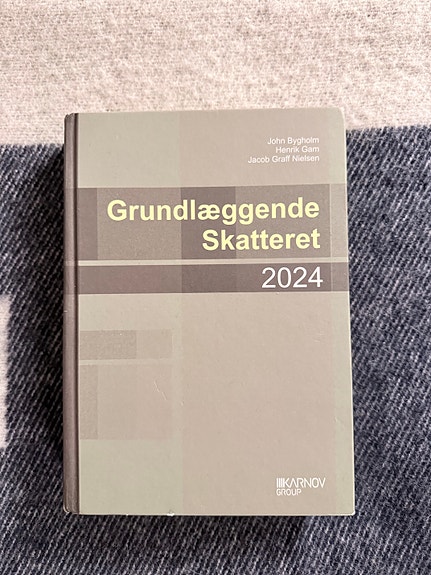 John Bygholm
Henrik Gam
Jacob Graff Nielsen
Grundlæggende
Skatteret
2024
KARNOV
GROUP